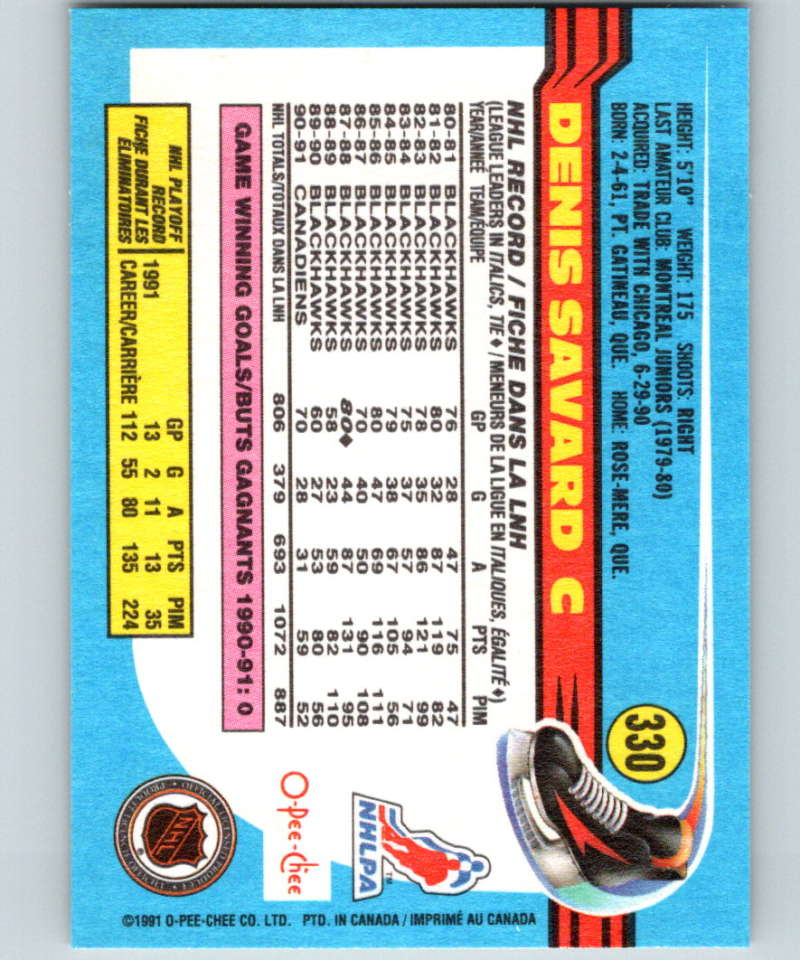 330
HEIGHT: 5'10" WEIGHT: 175 SHOOTS: RIGHT
LAST AMATEUR CLUB: MONTREAL JUNIORS (1979-80)
ACQUIRED: TRADE WITH CHICAGO, 6-29-90
BORN: 2-4-61, PT. GATINEAU, QUE. HOME: ROSE-MERE, QUE.
DENIS SAVARD C
NHL RECORD / FICHE DANS LA LNH
(LEAGUE LEADERS IN ITALICS, TIE ♦ / MENEURS DE LA LIGUE EN ITALIQUES, ÉGALITÉ ♦)
YEAR/ANNÉE TEAM/ÉQUIPE GP G A PTS PIM
80-81 BLACKHAWKS 76 28 47 75 47
81-82 BLACKHAWKS 80 32 87 119 82
82-83 BLACKHAWKS 78 35 86 121 99
83-84 BLACKHAWKS 75 37 57 94 71
84-85 BLACKHAWKS 79 38 67 105 56
85-86 BLACKHAWKS 80 47 69 116 111
86-87 BLACKHAWKS 70 40 50 90 108
87-88 BLACKHAWKS 80♦ 44 87 131 95
88-89 BLACKHAWKS 58 23 59 82 110
89-90 BLACKHAWKS 60 27 53 80 56
90-91 CANADIENS 70 28 31 59 52
NHL TOTALS/TOTAUX DANS LA LNH 806 379 693 1072 887
GAME WINNING GOALS/BUTS GAGNANTS 1990-91: 0
NHL PLAYOFF RECORD
FICHE DURANT LES ÉLIMINATOIRES
GP G A PTS PIM
1991 13 2 11 13 35
CAREER/CARRIÈRE 112 55 80 135 224
NHLPA
TM
O-Pee-Chee
NHL
®
©1991 O-PEE-CHEE CO. LTD. PTD. IN CANADA / IMPRIMÉ AU CANADA